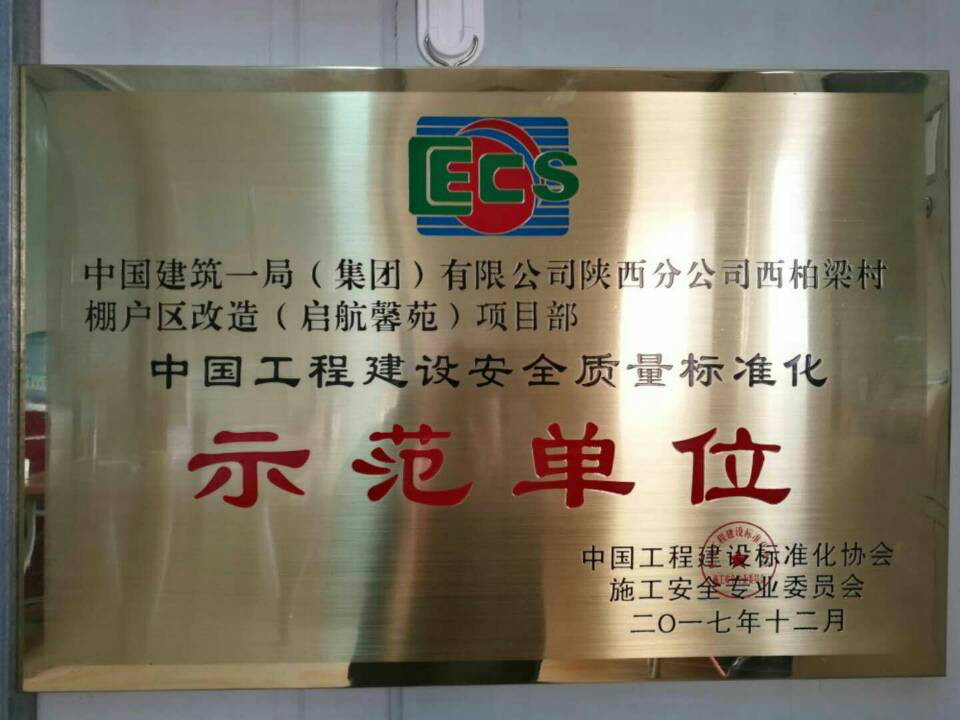 CECS
中国建筑一局（集团）有限公司陕西分公司西柏梁村
棚户区改造（启航馨苑）项目部
中国工程建设安全质量标准化
示范单位
中国工程建设标准化协会
施工安全专业委员会
二〇一七年十二月